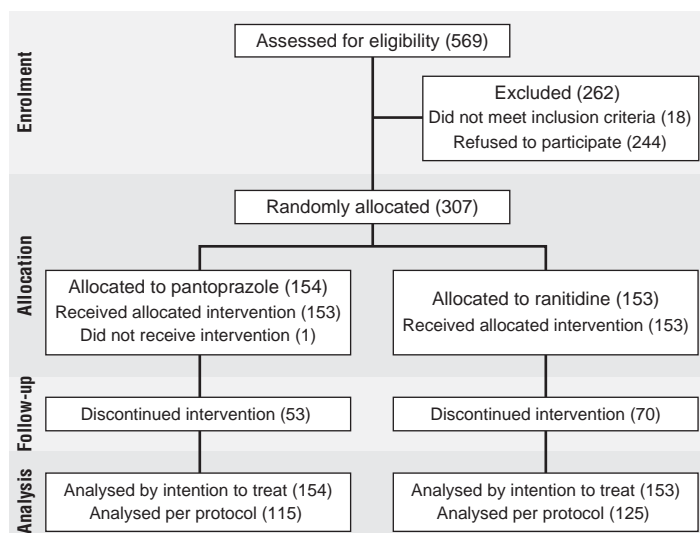 Enrolment
Assessed for eligibility (569)
Excluded (262)
Did not meet inclusion criteria (18)
Refused to participate (244)
Allocation
Randomly allocated (307)
Allocated to pantoprazole (154)
Received allocated intervention (153)
Did not receive intervention (1)
Allocated to ranitidine (153)
Received allocated intervention (153)
Follow-up
Discontinued intervention (53)
Discontinued intervention (70)
Analysis
Analysed by intention to treat (154)
Analysed per protocol (115)
Analysed by intention to treat (153)
Analysed per protocol (125)